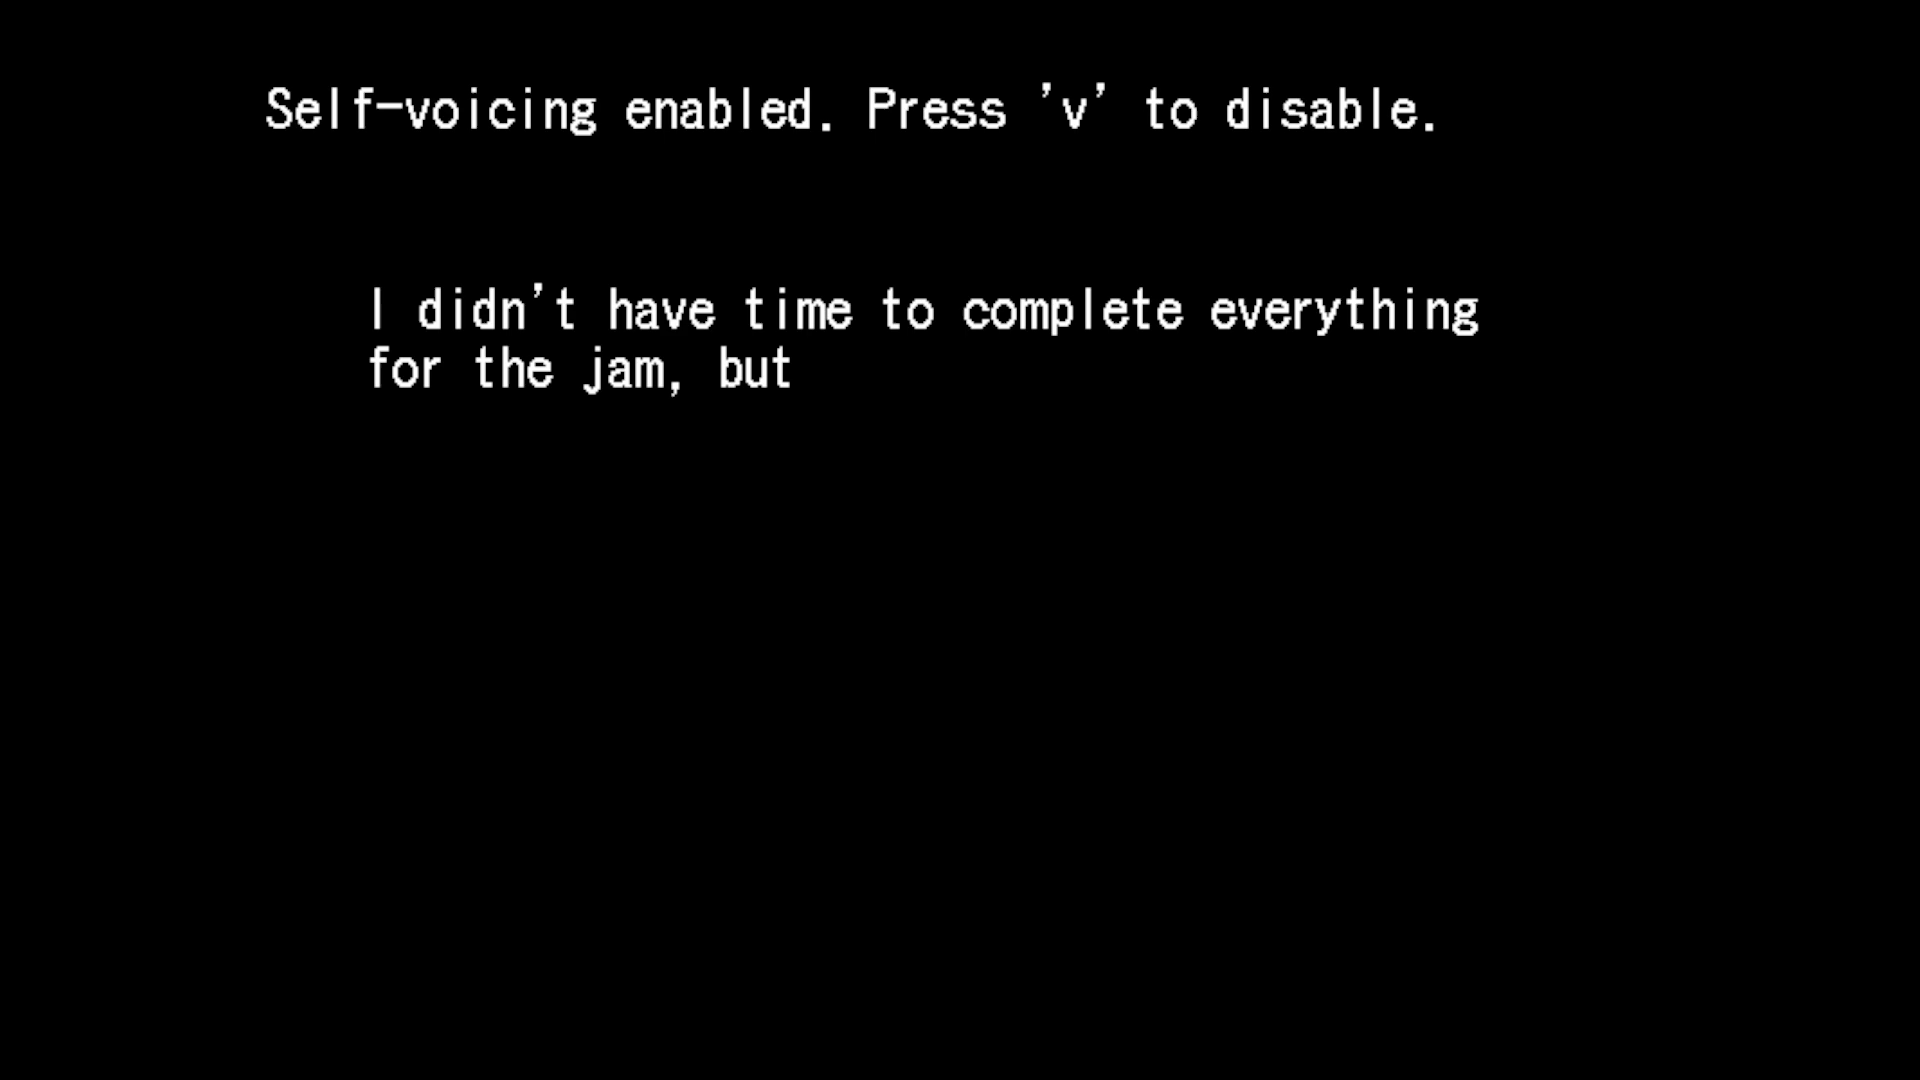 Self-voicing enabled. Press 'v' to disable.
I didn't have time to complete everything
for the jam, but